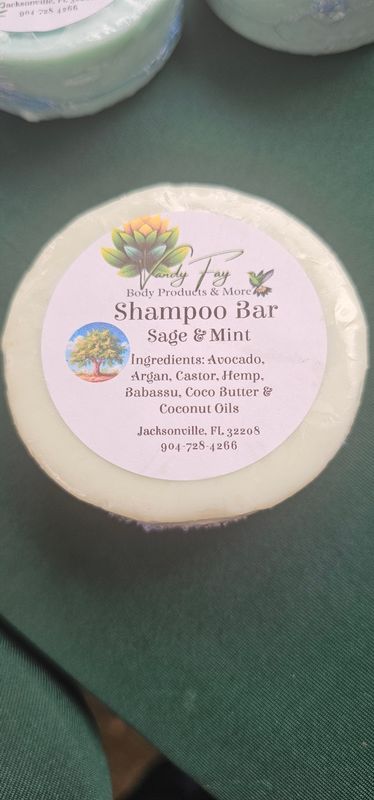 Jacksonville, FL
904-728-4266
Vandy Fay
Body Products & More
Shampoo Bar
Sage & Mint
Ingredients: Avocado,
Argan, Castor, Hemp,
Babassu, Coco Butter &
Coconut Oils
Jacksonville, FL 32208
904-728-4266